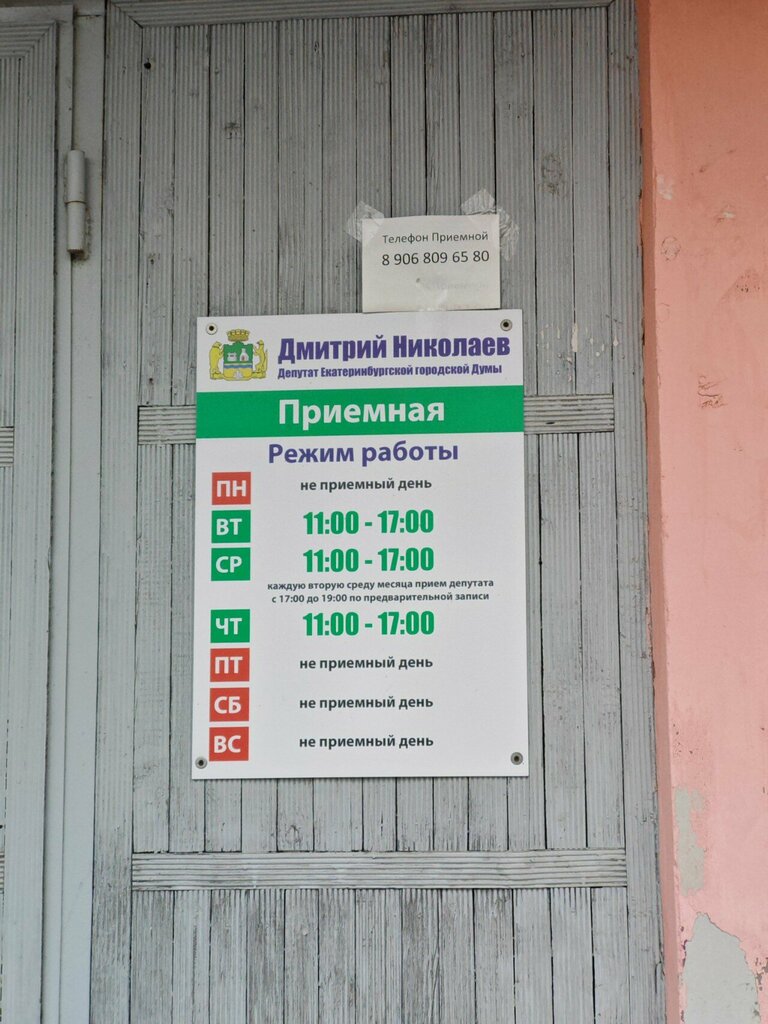 Телефон Приемной
8 906 809 65 80
Дмитрий Николаев
Депутат Екатеринбургской городской Думы
Приемная
Режим работы
ПН не приемный день
ВТ 11:00 - 17:00
СР 11:00 - 17:00
каждую вторую среду месяца прием депутата
с 17:00 до 19:00 по предварительной записи
ЧТ 11:00 - 17:00
ПТ не приемный день
СБ не приемный день
ВС не приемный день